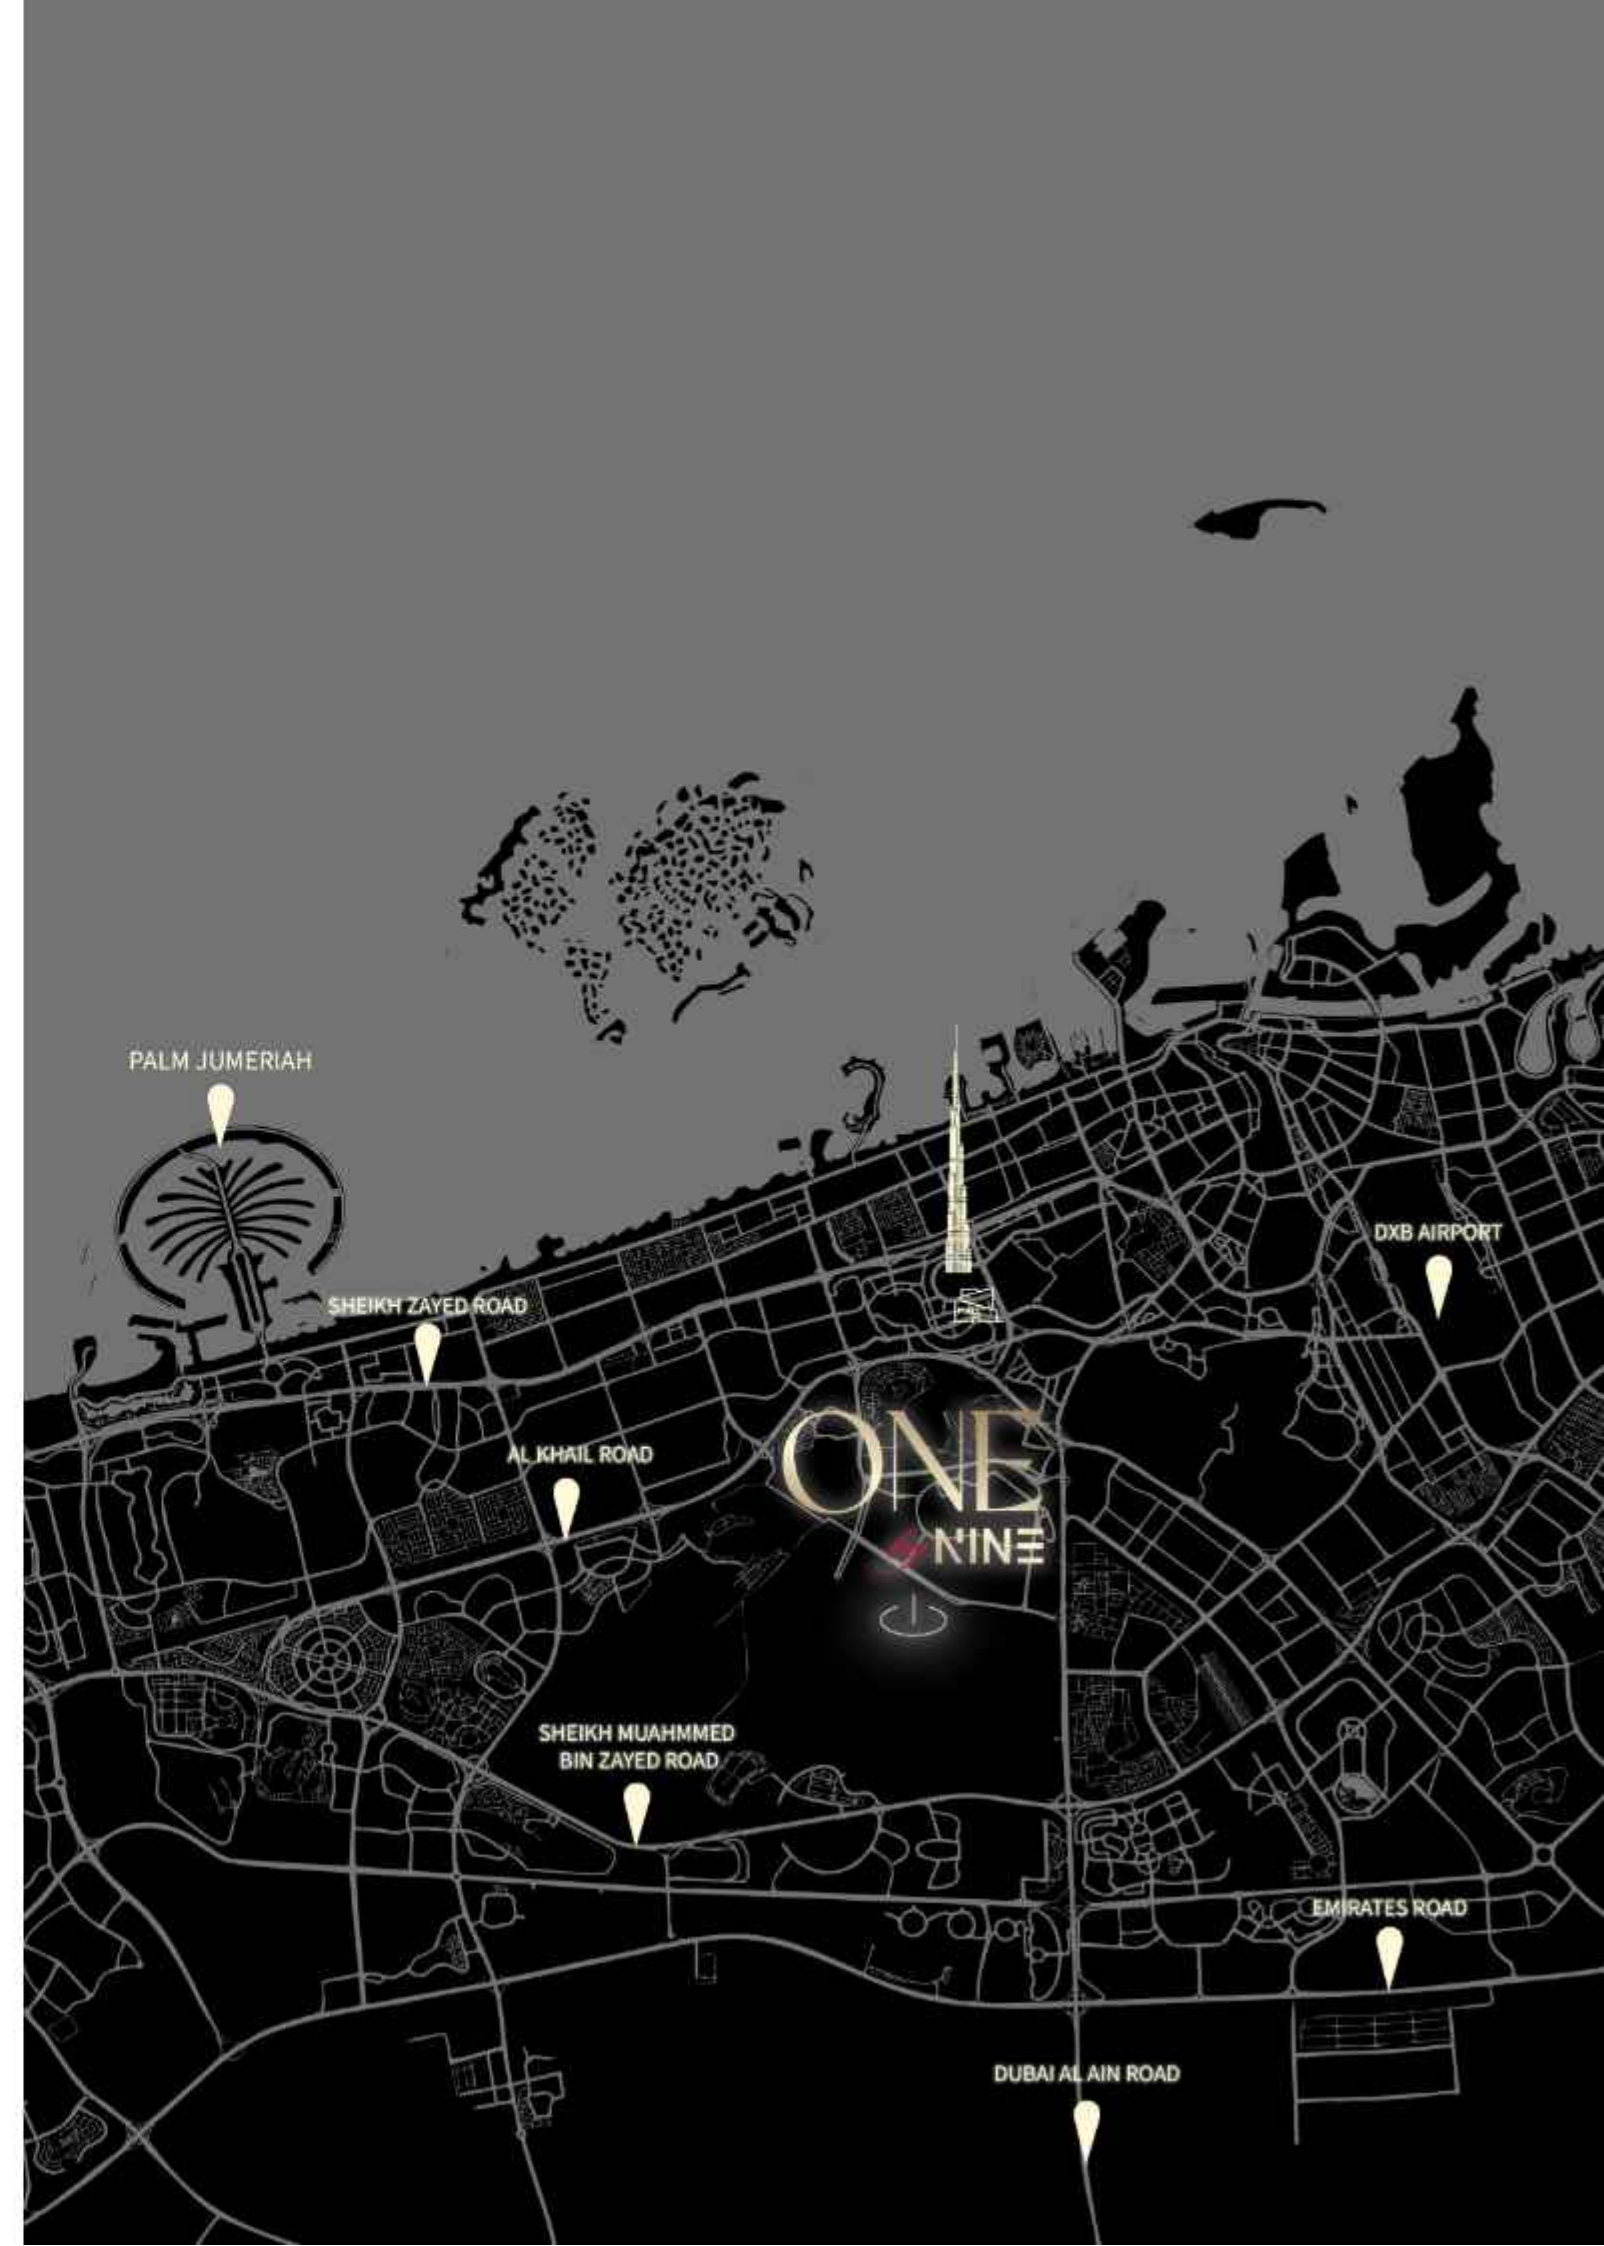 PALM JUMERIAH
DXB AIRPORT
SHEIKH ZAYED ROAD
ONE
by NINE
AL KHAIL ROAD
SHEIKH MUAHMMED
BIN ZAYED ROAD
EMIRATES ROAD
DUBAI AL AIN ROAD